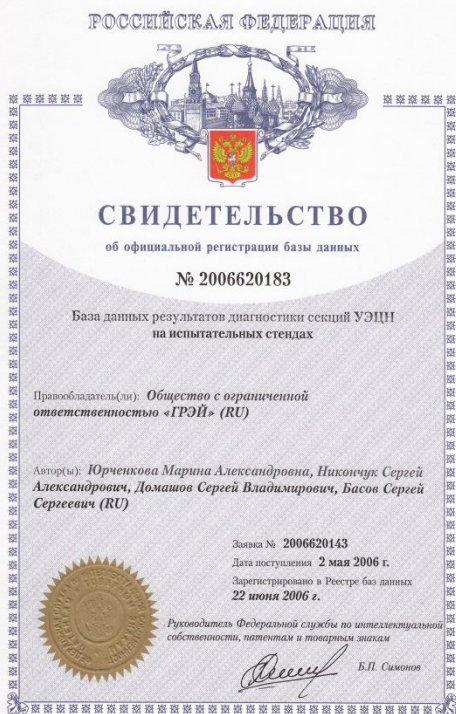 РОССИЙСКАЯ ФЕДЕРАЦИЯ
СВИДЕТЕЛЬСТВО
об официальной регистрации базы данных
№ 2006620183
База данных результатов диагностики секций УЭЦН
на испытательных стендах
Правообладатель(ли): Общество с ограниченной
ответственностью «ГРЭЙ» (RU)
Автор(ы): Юрченкова Марина Александровна, Никончук Сергей
Александрович, Домашов Сергей Владимирович, Басов Сергей
Сергеевич (RU)
Заявка № 2006620143
Дата поступления 2 мая 2006 г.
Зарегистрировано в Реестре баз данных
22 июня 2006 г.
Руководитель Федеральной службы по интеллектуальной
собственности, патентам и товарным знакам
Б.П. Симонов